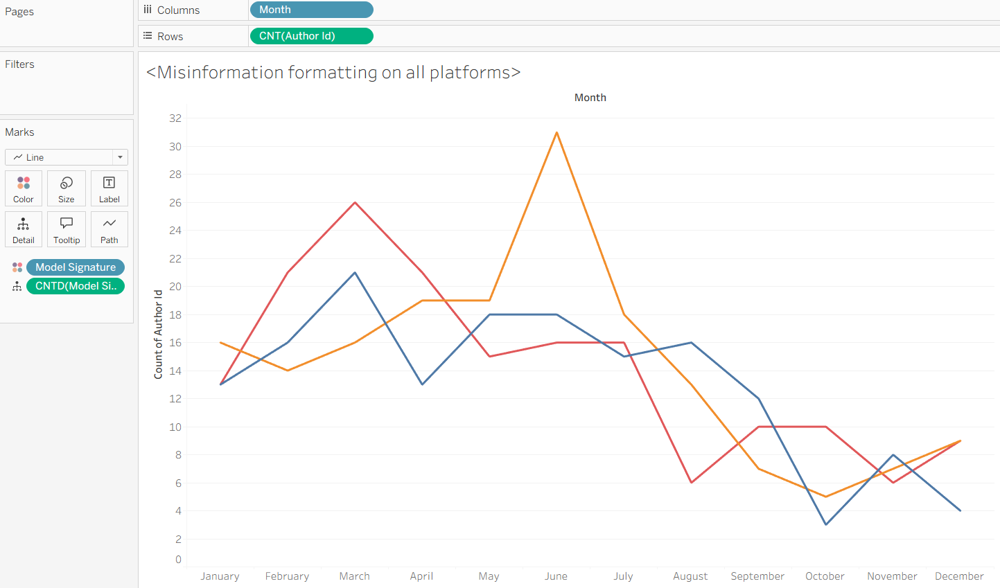 Pages
Columns
Month
Rows
CNT(Author Id)
Filters
Marks
Line
Color
Size
Label
Detail
Tooltip
Path
Model Signature
CNTD(Model Si..
<Misinformation formatting on all platforms>
Month
Count of Author Id
32
30
28
26
24
22
20
18
16
14
12
10
8
6
4
2
0
January February March April May June July August September October November December